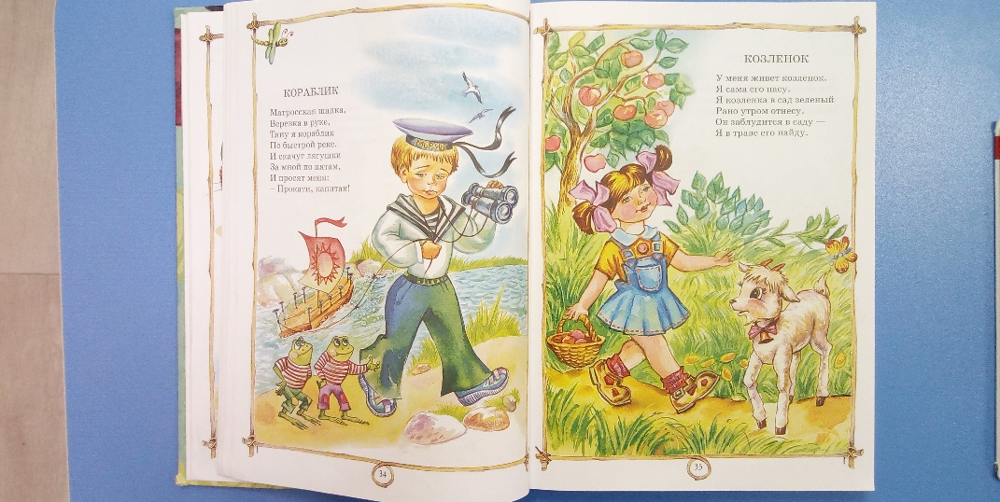 КОРАБЛИК
Матросская шапка,
Веревка в руке,
Тяну я кораблик
По быстрой реке.
И скачут лягушки
За мной по пятам,
И просят меня:
– Прокати, капитан!
34
КОЗЛЕНОК
У меня живет козленок,
Я сама его пасу.
Я козленка в сад зеленый
Рано утром отнесу.
Он заблудится в саду —
Я в траве его найду.
35